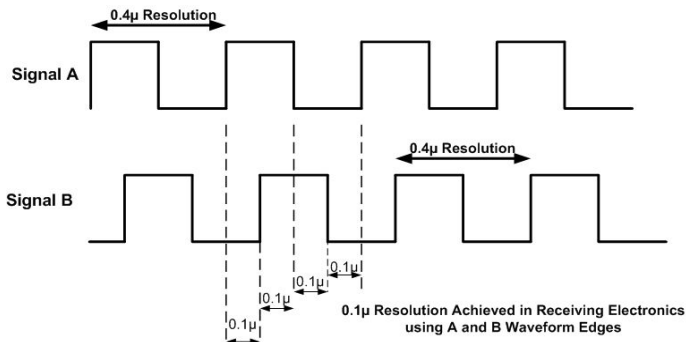 0.4µ Resolution
Signal A
0.4µ Resolution
Signal B
0.1µ
0.1µ
0.1µ
0.1µ
0.1µ Resolution Achieved in Receiving Electronics
using A and B Waveform Edges